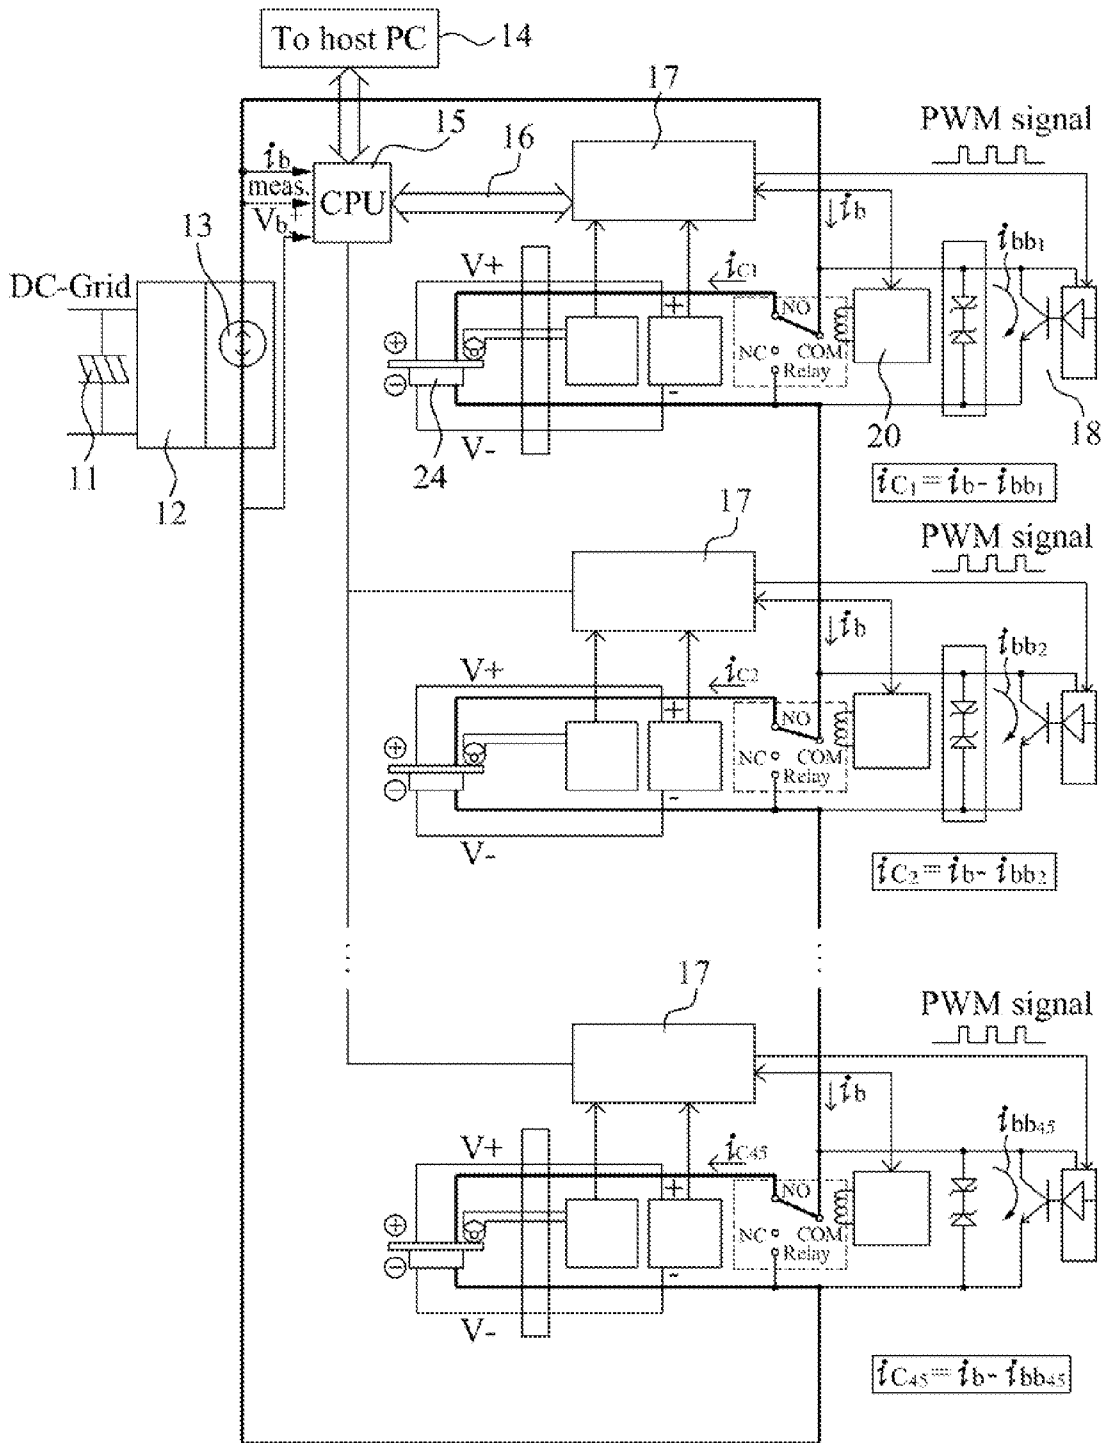 To host PC
14
17
PWM signal
15
16
ib
meas.
CPU
Vb+
13
DC-Grid
ib
ibb1
V+
iC1
+
NO
NC
COM
Relay
+
-
-
V-
24
20
18
11
12
iC1 = ib - ibb1
17
PWM signal
ib
ibb2
V+
iC2
+
NO
NC
COM
Relay
+
-
-
V-
iC2 = ib - ibb2
17
PWM signal
ib
ibb45
V+
iC45
+
NO
NC
COM
Relay
+
-
-
V-
iC45 = ib - ibb45